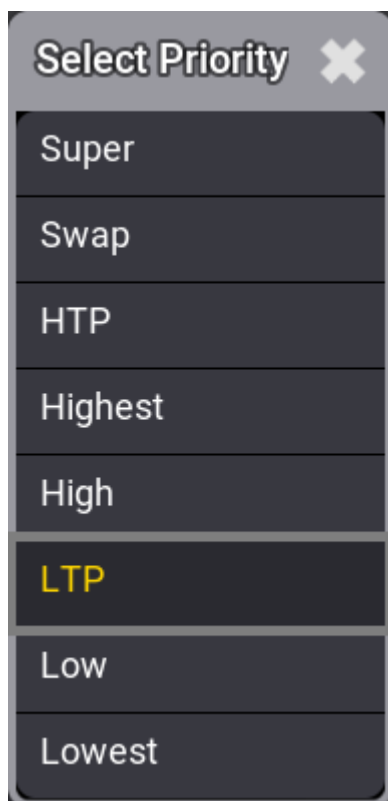 Select Priority
Super
Swap
HTP
Highest
High
LTP
Low
Lowest